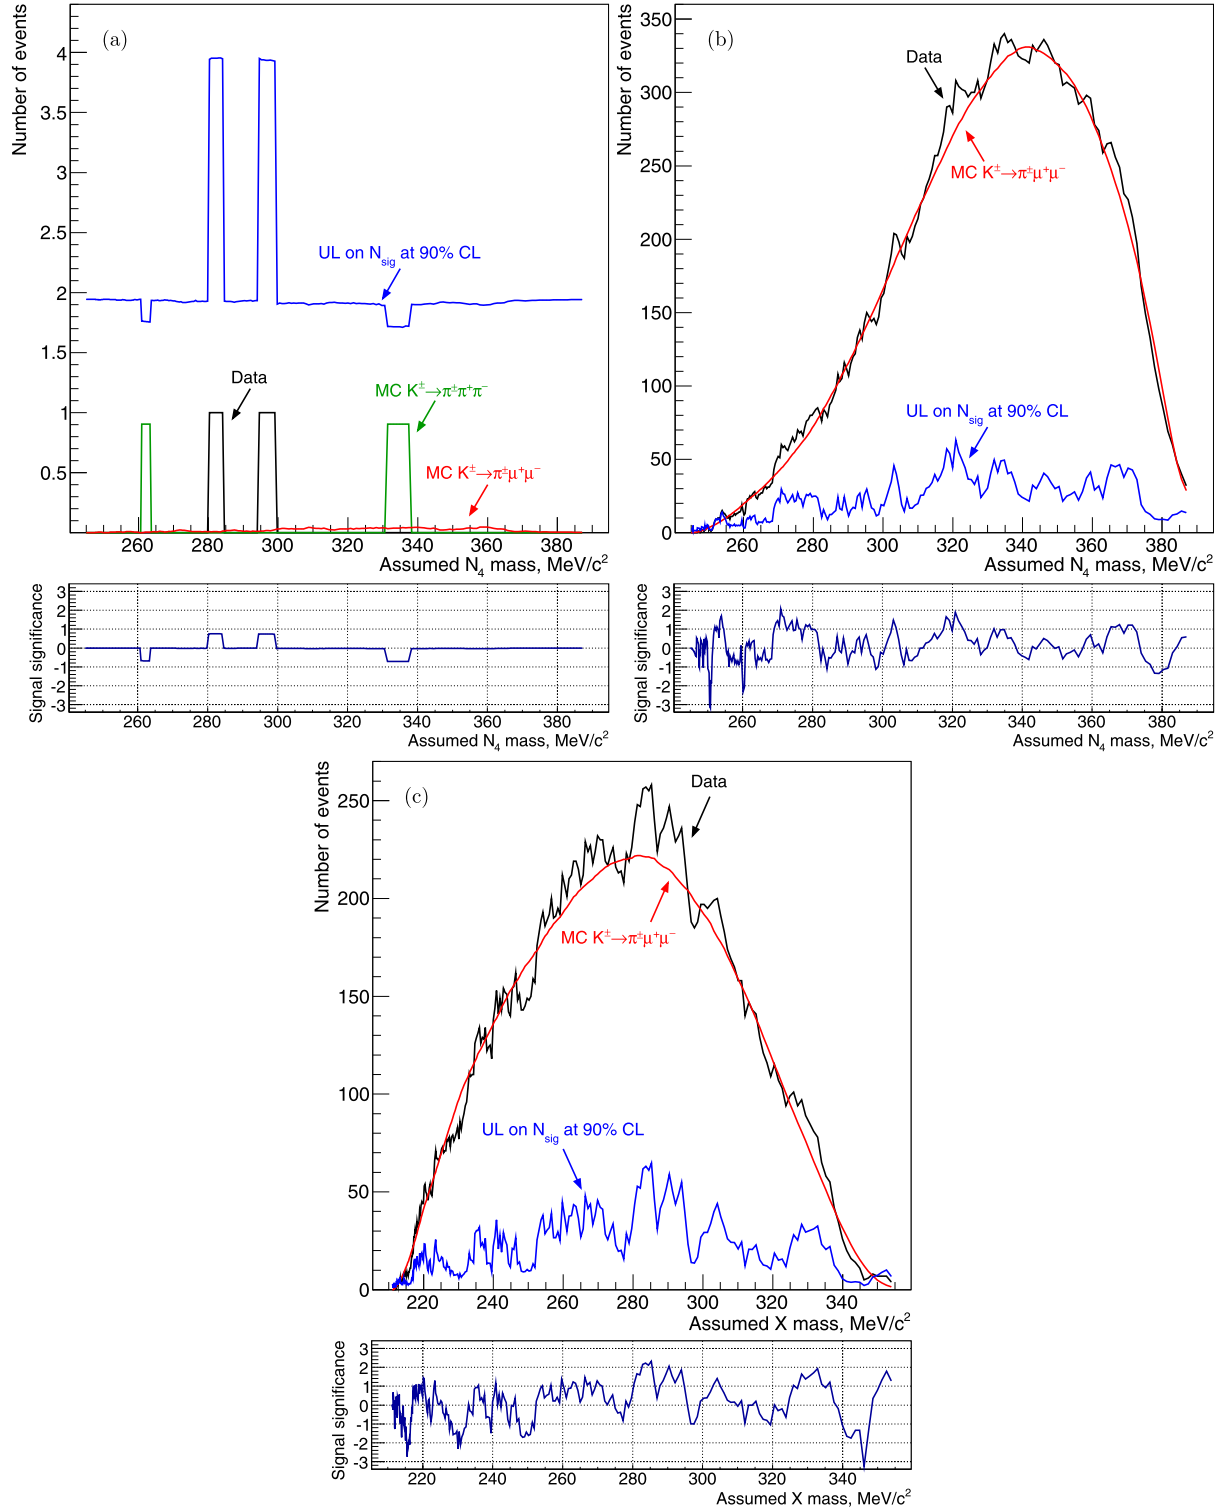 (a)
Number of events
4
3.5
3
2.5
2
1.5
1
0.5
UL on N_sig at 90% CL
Data
MC K±→π±π+π−
MC K±→π±μ+μ−
260 280 300 320 340 360 380
Assumed N4 mass, MeV/c²
Signal significance
3
2
1
0
-1
-2
-3
260 280 300 320 340 360 380
Assumed N4 mass, MeV/c²
(b)
Number of events
350
300
250
200
150
100
50
0
Data
MC K±→π±μ+μ−
UL on N_sig at 90% CL
260 280 300 320 340 360 380
Assumed N4 mass, MeV/c²
Signal significance
3
2
1
0
-1
-2
-3
260 280 300 320 340 360 380
Assumed N4 mass, MeV/c²
(c)
Number of events
250
200
150
100
50
0
Data
MC K±→π±μ+μ−
UL on N_sig at 90% CL
220 240 260 280 300 320 340
Assumed X mass, MeV/c²
Signal significance
3
2
1
0
-1
-2
-3
220 240 260 280 300 320 340
Assumed X mass, MeV/c²